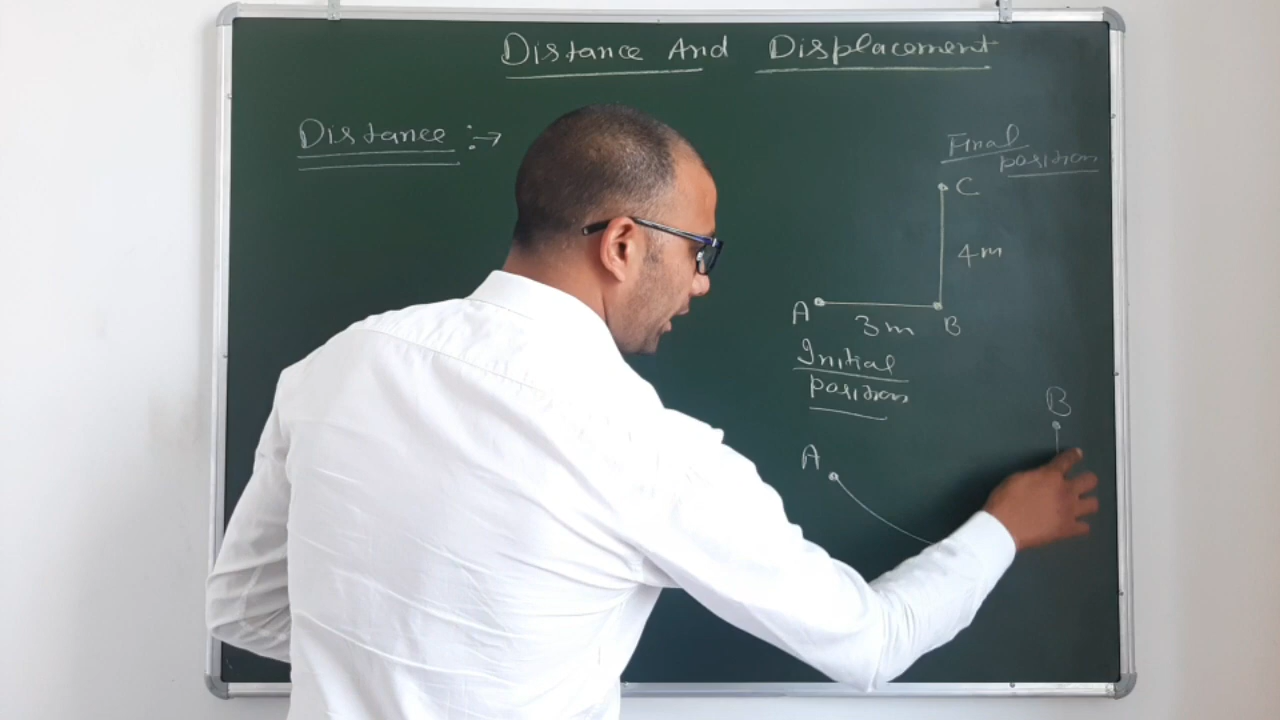 Distance And Displacement
Distance :→
Final
position
C
4m
A
3m
B
Initial
position
B
A